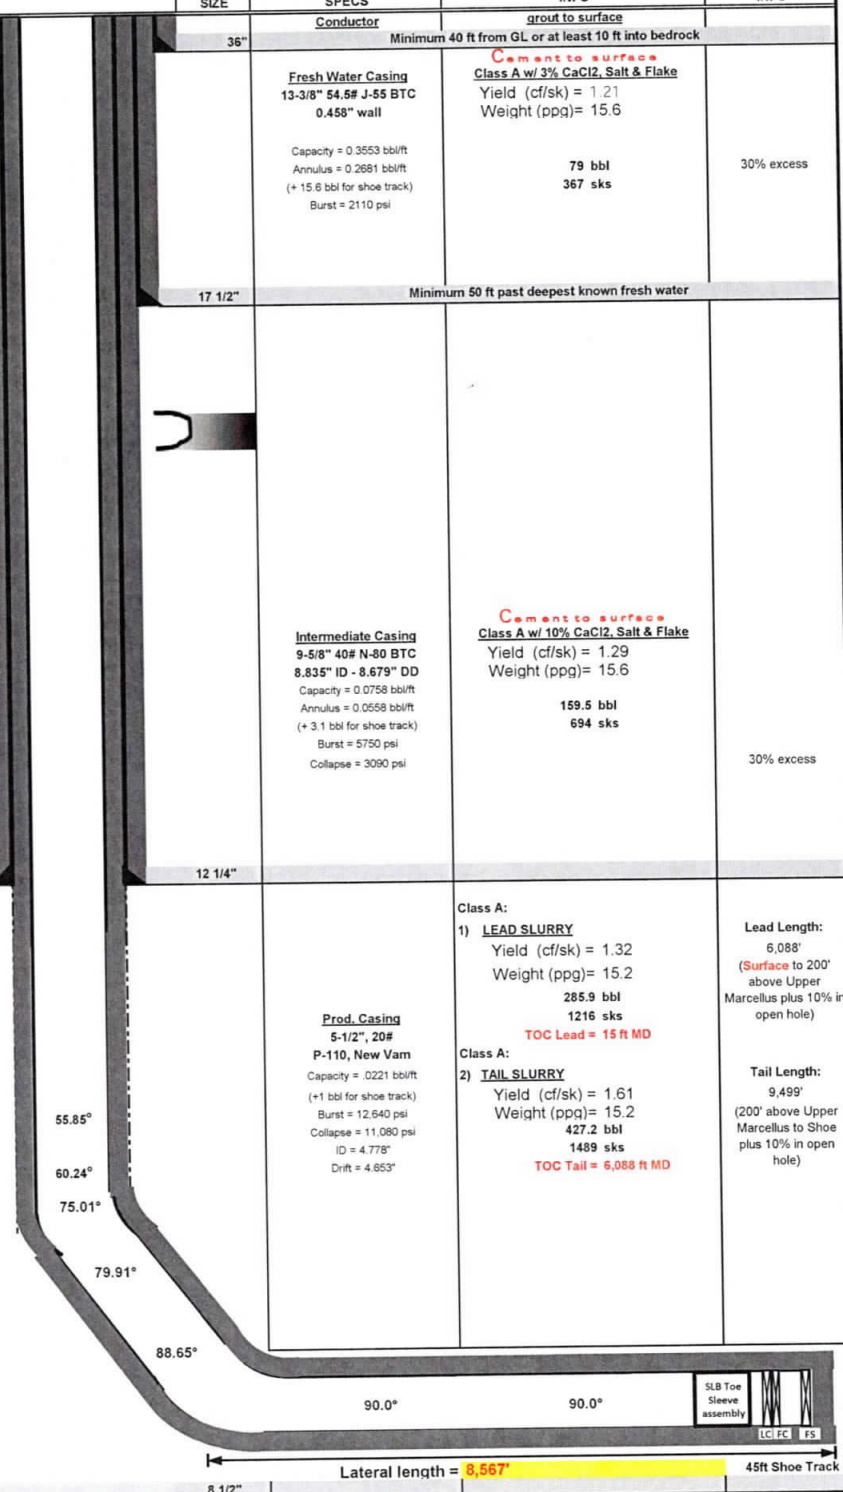 SIZE
SPECS
Conductor
grout to surface
36"
Minimum 40 ft from GL or at least 10 ft into bedrock
Fresh Water Casing
13-3/8" 54.5# J-55 BTC
0.458" wall
Capacity = 0.3553 bbl/ft
Annulus = 0.2681 bbl/ft
(+ 15.6 bbl for shoe track)
Burst = 2110 psi
Cement to surface
Class A w/ 3% CaCl2, Salt & Flake
Yield (cf/sk) = 1.21
Weight (ppg)= 15.6
79 bbl
367 sks
30% excess
17 1/2"
Minimum 50 ft past deepest known fresh water
Intermediate Casing
9-5/8" 40# N-80 BTC
8.835" ID - 8.679" DD
Capacity = 0.0758 bbl/ft
Annulus = 0.0558 bbl/ft
(+ 3.1 bbl for shoe track)
Burst = 5750 psi
Collapse = 3090 psi
Cement to surface
Class A w/ 10% CaCl2, Salt & Flake
Yield (cf/sk) = 1.29
Weight (ppg)= 15.6
159.5 bbl
694 sks
30% excess
12 1/4"
Prod. Casing
5-1/2", 20#
P-110, New Vam
Capacity = .0221 bbl/ft
(+1 bbl for shoe track)
Burst = 12,640 psi
Collapse = 11,080 psi
ID = 4.778"
Drift = 4.653"
Class A:
1) LEAD SLURRY
Yield (cf/sk) = 1.32
Weight (ppg)= 15.2
285.9 bbl
1216 sks
TOC Lead = 15 ft MD
Class A:
2) TAIL SLURRY
Yield (cf/sk) = 1.61
Weight (ppg)= 15.2
427.2 bbl
1489 sks
TOC Tail = 6,088 ft MD
Lead Length:
6,088'
(Surface to 200'
above Upper
Marcellus plus 10% in
open hole)
Tail Length:
9,499'
(200' above Upper
Marcellus to Shoe
plus 10% in open
hole)
55.85°
60.24°
75.01°
79.91°
88.65°
90.0°
90.0°
SLB Toe
Sleeve
assembly
LC FC FS
Lateral length = 8,567'
45ft Shoe Track
8 1/2"